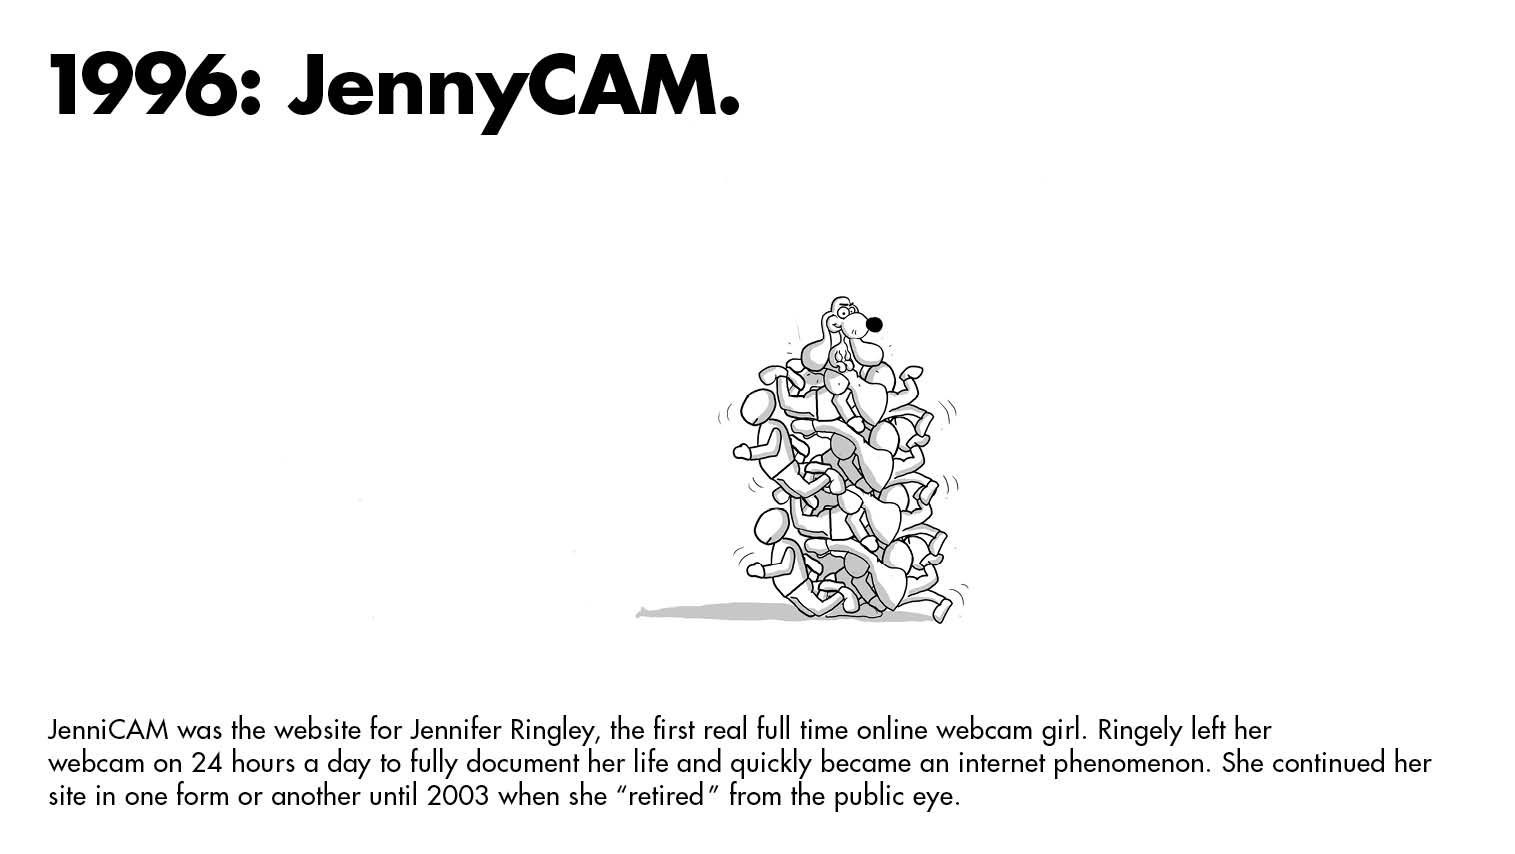 1996: JennyCAM.
JenniCAM was the website for Jennifer Ringley, the first real full time online webcam girl. Ringely left her
webcam on 24 hours a day to fully document her life and quickly became an internet phenomenon. She continued her
site in one form or another until 2003 when she “retired” from the public eye.